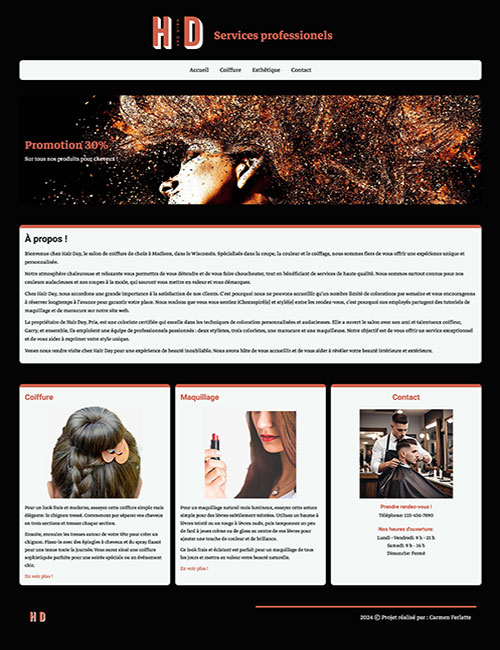 HD
Services professionels
Accueil Coiffure Esthétique Contact
Promotion 30%
Sur tous nos produits pour cheveux !
À propos !
Bienvenue chez Hair Day, le salon de coiffure de choix à Madison, dans le Wisconsin. Spécialisés dans la coupe, la couleur et le coiffage, nous sommes fiers de vous offrir une expérience unique et
personnalisée.
Notre atmosphère chaleureuse et relaxante vous permettra de vous détendre et de vous faire chouchouter, tout en bénéficiant de services de haute qualité. Nous sommes surtout connus pour nos
couleurs audacieuses et nos coupes à la mode, qui sauront vous mettre en valeur et vous démarquer.
Chez Hair Day, nous accordons une grande importance à la satisfaction de nos clients. C'est pourquoi nous ne pouvons accueillir qu'un nombre limité de colorations par semaine et vous encourageons
à réserver longtemps à l'avance pour garantir votre place. Nous voulons que vous vous sentiez
entre les rendez-vous, c'est pourquoi nos employés partagent des tutoriels de
maquillage et de manucure sur notre site web.
La propriétaire de Hair Day, Pria, est une coloriste certifiée qui excelle dans les techniques de coloration personnalisées et audacieuses. Elle a ouvert le salon avec son ami et talentueux coiffeur,
Garry, et ensemble, ils emploient une équipe de professionnels passionnés : deux stylistes, trois coloristes, une manucure et une maquilleuse. Notre objectif est de vous offrir un service exceptionnel
et de vous aider à exprimer votre style unique.
Venez nous rendre visite chez Hair Day pour une expérience de beauté inoubliable. Nous avons hâte de vous accueillir et de vous aider à révéler votre beauté intérieure et extérieure.
Coiffure
Pour un look frais et moderne, essayez cette coiffure simple mais
élégante: le chignon tressé. Commencez par séparer vos cheveux
en trois sections et tressez chaque section.
Ensuite, enroulez les tresses autour de votre tête pour créer un
chignon. Fixez-le avec des épingles à cheveux et du spray fixant
pour une tenue toute la journée. Vous aurez ainsi une coiffure
sophistiquée parfaite pour une soirée spéciale ou un événement
chic.
En voir plus !
Maquillage
Pour un maquillage naturel mais lumineux, essayez cette astuce
simple pour des lèvres subtilement teintées. Utilisez un baume à
lèvres teinté ou un rouge à lèvres nude, puis tamponnez un peu
de fard à joues crème ou de gloss au centre de vos lèvres pour
ajouter une touche de couleur et de brillance.
Ce look frais et éclatant est parfait pour un maquillage de tous
les jours et mettra en valeur votre beauté naturelle.
En voir plus !
Contact
Prendre rendez-vous !
Téléphone: 123-456-7890
Nos heures d'ouverture:
Lundi - Vendredi: 9 h - 21 h
Samedi: 9 h - 16 h
Dimanche: Fermé
HD
2024 © Projet réalisé par : Carmen Ferlatte